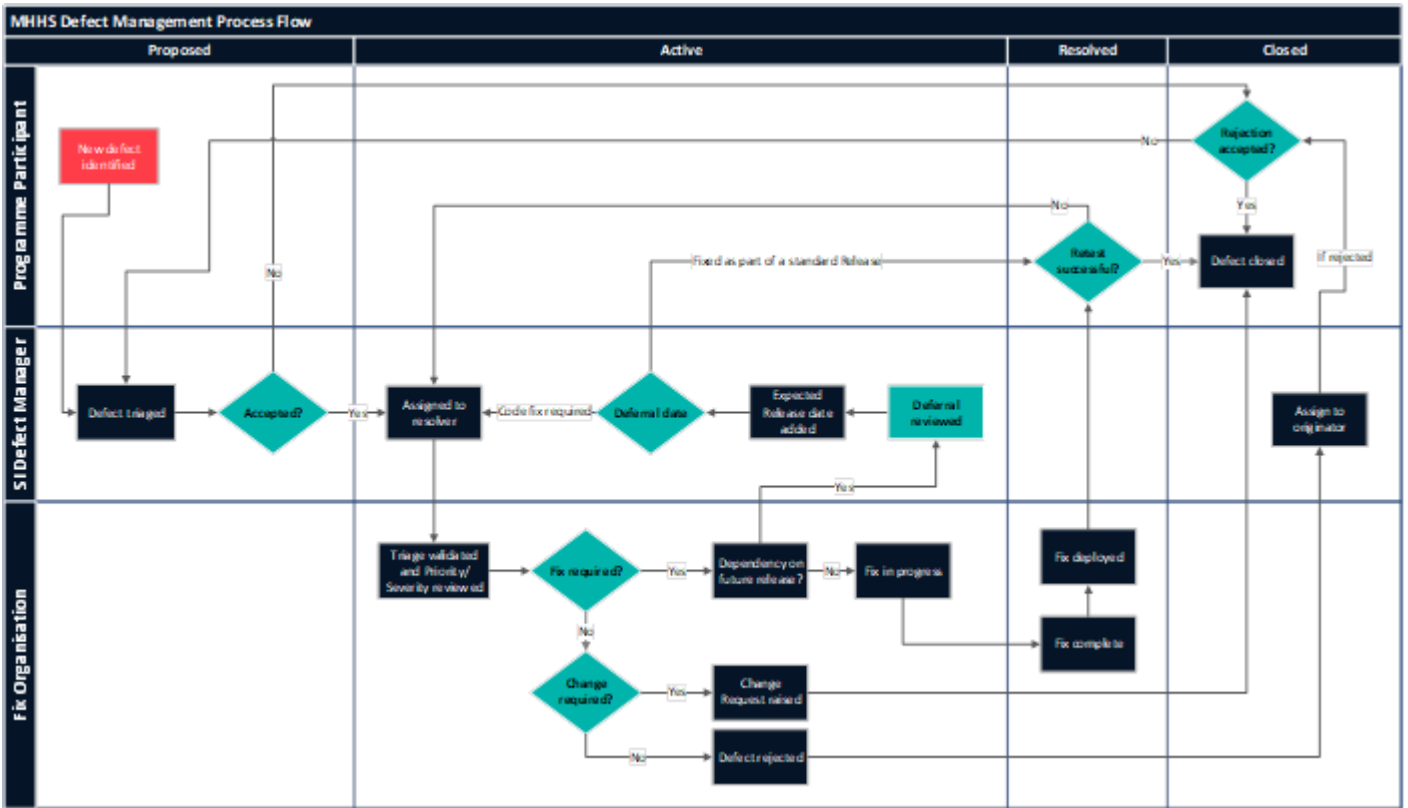 MHHS Defect Management Process Flow
Proposed
Active
Resolved
Closed
Programme Participant
New defect
identified
No
No
No
Rejection
accepted?
Yes
Fixed as part of a standard Release
Retest
successful?
Yes
Defect closed
If rejected
SI Defect Manager
Defect triaged
Accepted?
Yes
Assigned to
resolver
Code fix required
Deferral date
Expected
Release date
added
Deferral
reviewed
Assign to
originator
Yes
Fix Organisation
Triage validated
and Priority/
Severity reviewed
Fix required?
Yes
Dependency on
future release?
No
Fix in progress
Fix deployed
No
Fix complete
Change
required?
Yes
Change
Request raised
No
Defect rejected